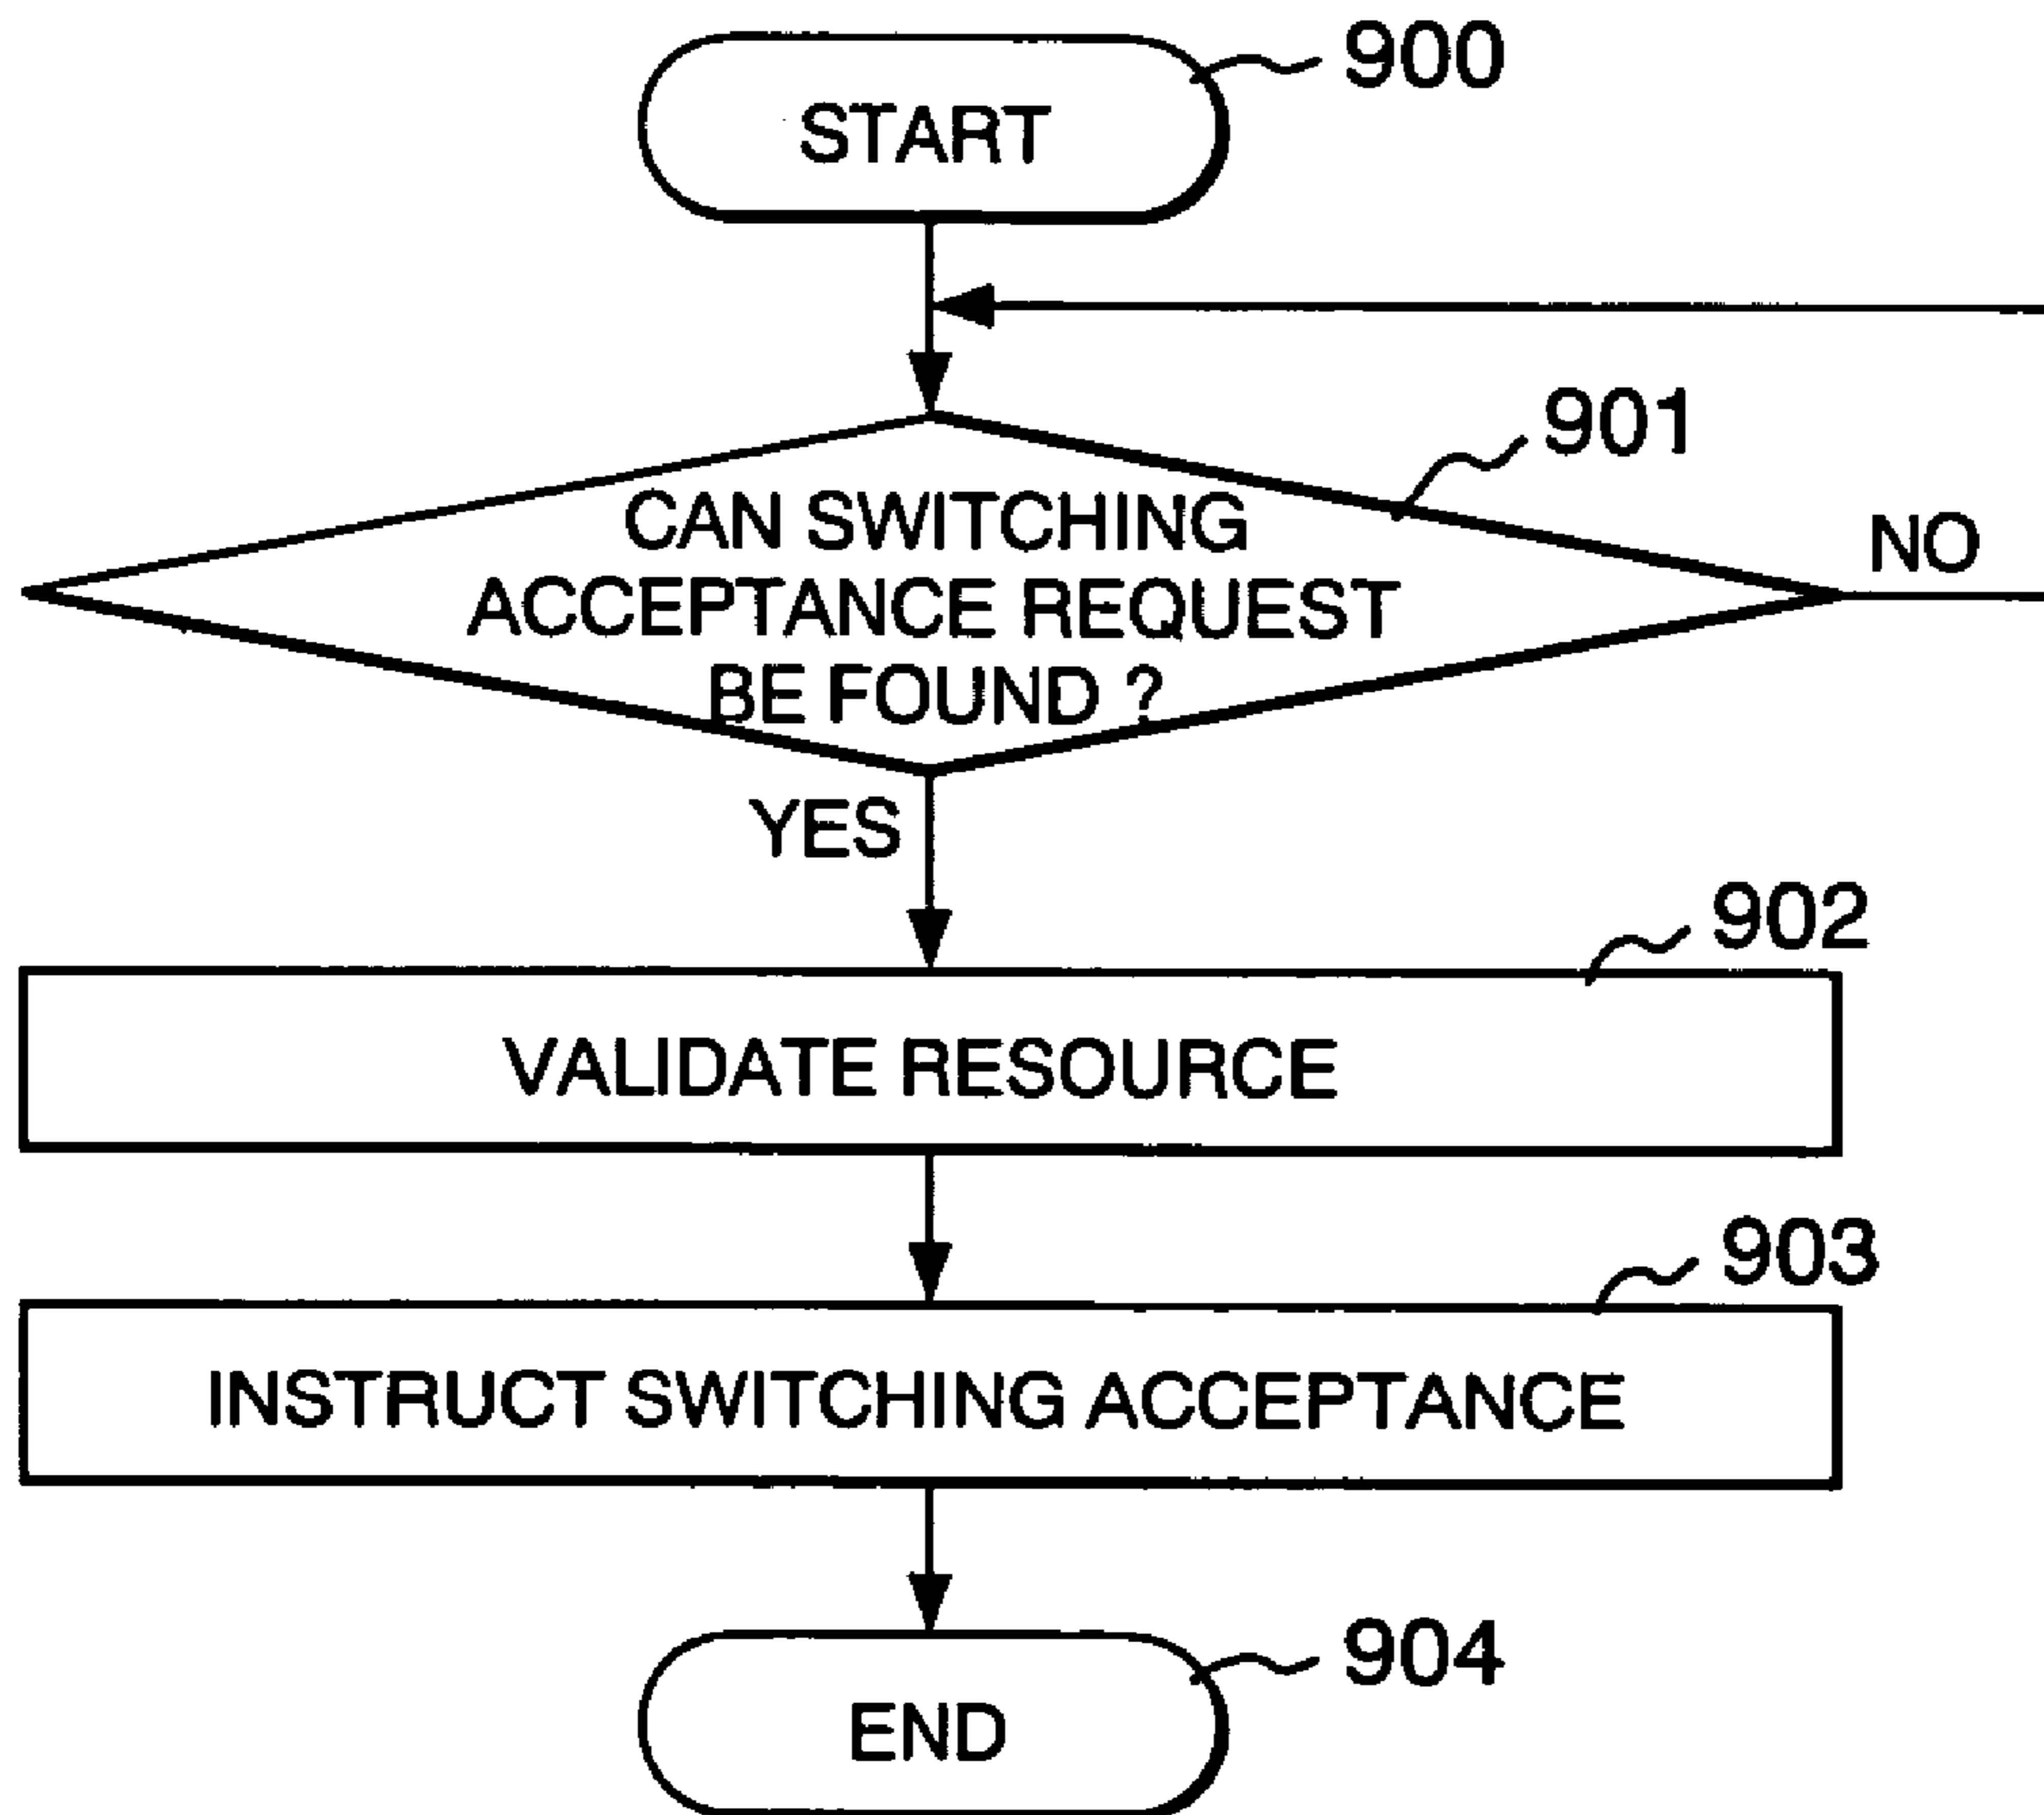 900
START
901
CAN SWITCHING
ACCEPTANCE REQUEST
BE FOUND ?
NO
YES
902
VALIDATE RESOURCE
903
INSTRUCT SWITCHING ACCEPTANCE
904
END